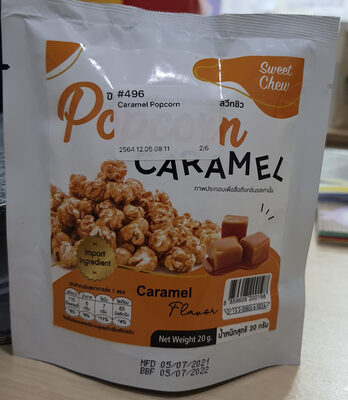 Sweet
Chew
ป๊
#496
Caramel Popcorn
สวีทชิว
2564 12.05 08:11
2/6
Popcorn
CARAMEL
ภาพประกอบเพื่อสื่อถึงกลิ่นรสเท่านั้น
Import
Ingredient
Caramel
Flavor
Net Weight 20 g.
น้ำหนักสุทธิ 20 กรัม
MFD 05/07/2021
BBF 05/07/2022